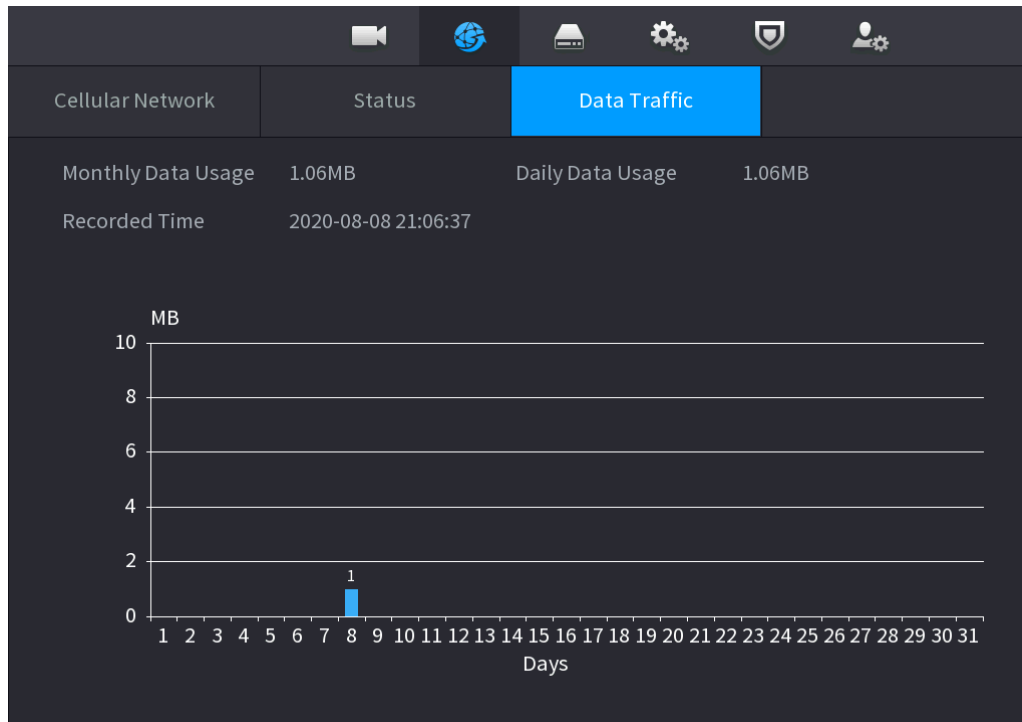 Cellular Network Status Data Traffic
Monthly Data Usage 1.06MB Daily Data Usage 1.06MB
Recorded Time 2020-08-08 21:06:37
MB
10
8
6
4
2
1
0
1 2 3 4 5 6 7 8 9 10 11 12 13 14 15 16 17 18 19 20 21 22 23 24 25 26 27 28 29 30 31
Days